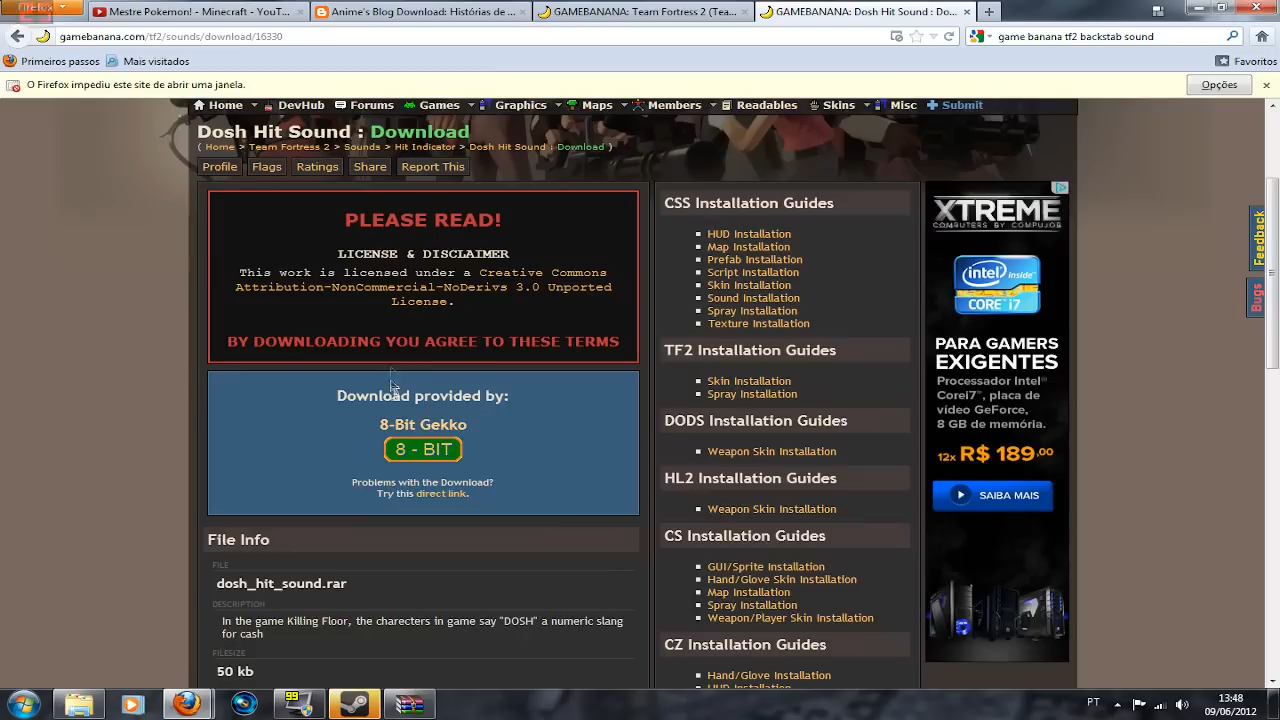 Firefox
Mestre Pokemon! - Minecraft - YouT...
Anime's Blog Download: histórias de ...
GAMEBANANA: Team Fortress 2 (Tea...
GAMEBANANA: Dosh Hit Sound : Do...
gamebanana.com/tf2/sounds/download/16330
game banana tf2 backstab sound
Primeiros passos
Mais visitados
Favoritos
O Firefox impediu este site de abrir uma janela.
Opções
Home
DevHub
Forums
Games
Graphics
Maps
Members
Readables
Skins
Misc
Submit
Dosh Hit Sound : Download
( Home > Team Fortress 2 > Sounds > Hit Indicator > Dosh Hit Sound : Download )
Profile
Flags
Ratings
Share
Report This
PLEASE READ!
LICENSE & DISCLAIMER
This work is licensed under a Creative Commons
Attribution-NonCommercial-NoDerivs 3.0 Unported
License.
BY DOWNLOADING YOU AGREE TO THESE TERMS
Download provided by:
8-Bit Gekko
8 - BIT
Problems with the Download?
Try this direct link.
File Info
FILE
dosh_hit_sound.rar
DESCRIPTION
In the game Killing Floor, the charecters in game say "DOSH" a numeric slang
for cash
FILESIZE
50 kb
CSS Installation Guides
HUD Installation
Map Installation
Prefab Installation
Script Installation
Skin Installation
Sound Installation
Spray Installation
Texture Installation
TF2 Installation Guides
Skin Installation
Spray Installation
DODS Installation Guides
Weapon Skin Installation
HL2 Installation Guides
Weapon Skin Installation
CS Installation Guides
GUI/Sprite Installation
Hand/Glove Skin Installation
Map Installation
Spray Installation
Weapon/Player Skin Installation
CZ Installation Guides
Hand/Glove Installation
HUD Installation
XTREME
COMPUTERS BY COMPUJOB
intel inside™
CORE i7
PARA GAMERS
EXIGENTES
Processador Intel®
Corei7™, placa de
vídeo GeForce,
8 GB de memória.
12x R$ 189,00
SAIBA MAIS
Feedback
Bugs
99
PT
13:48
09/06/2012